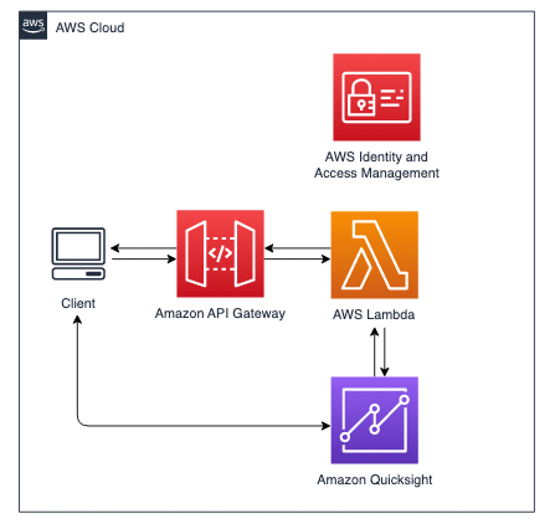 aws
AWS Cloud
AWS Identity and
Access Management
</>
Client
Amazon API Gateway
AWS Lambda
Amazon Quicksight